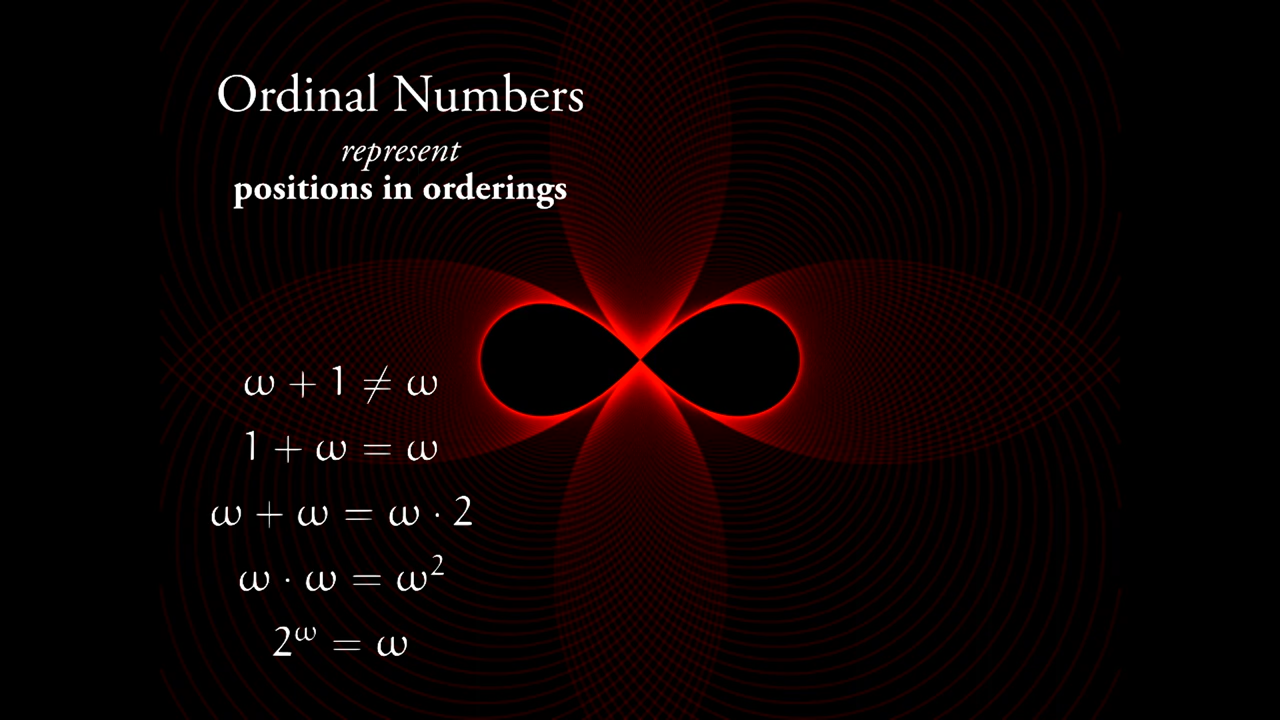 Ordinal Numbers
represent
positions in orderings
ω + 1 ≠ ω
1 + ω = ω
ω + ω = ω · 2
ω · ω = ω²
2^ω = ω